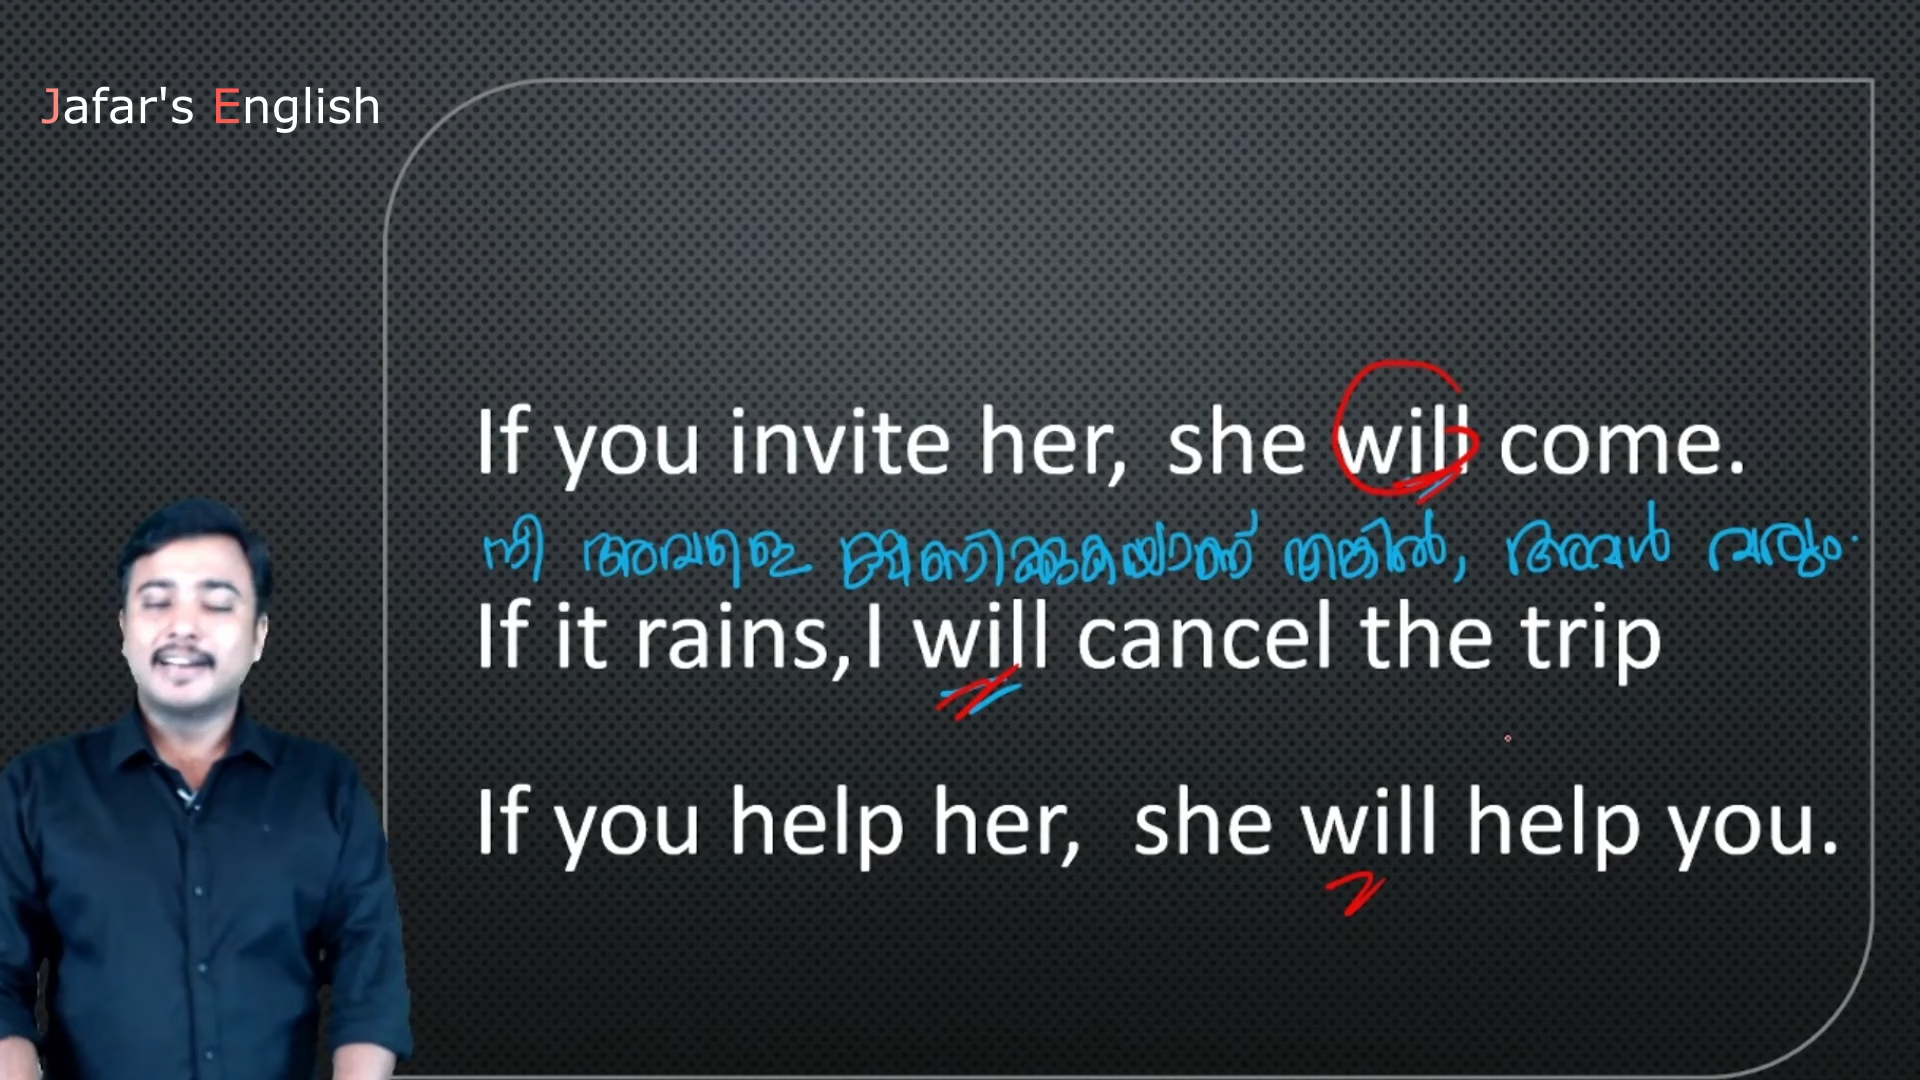 Jafar's English
If you invite her, she will come.
നീ അവളെ ക്ഷണിക്കുകയാണ് എങ്കിൽ, അവൾ വരും.
If it rains,I will cancel the trip
If you help her, she will help you.